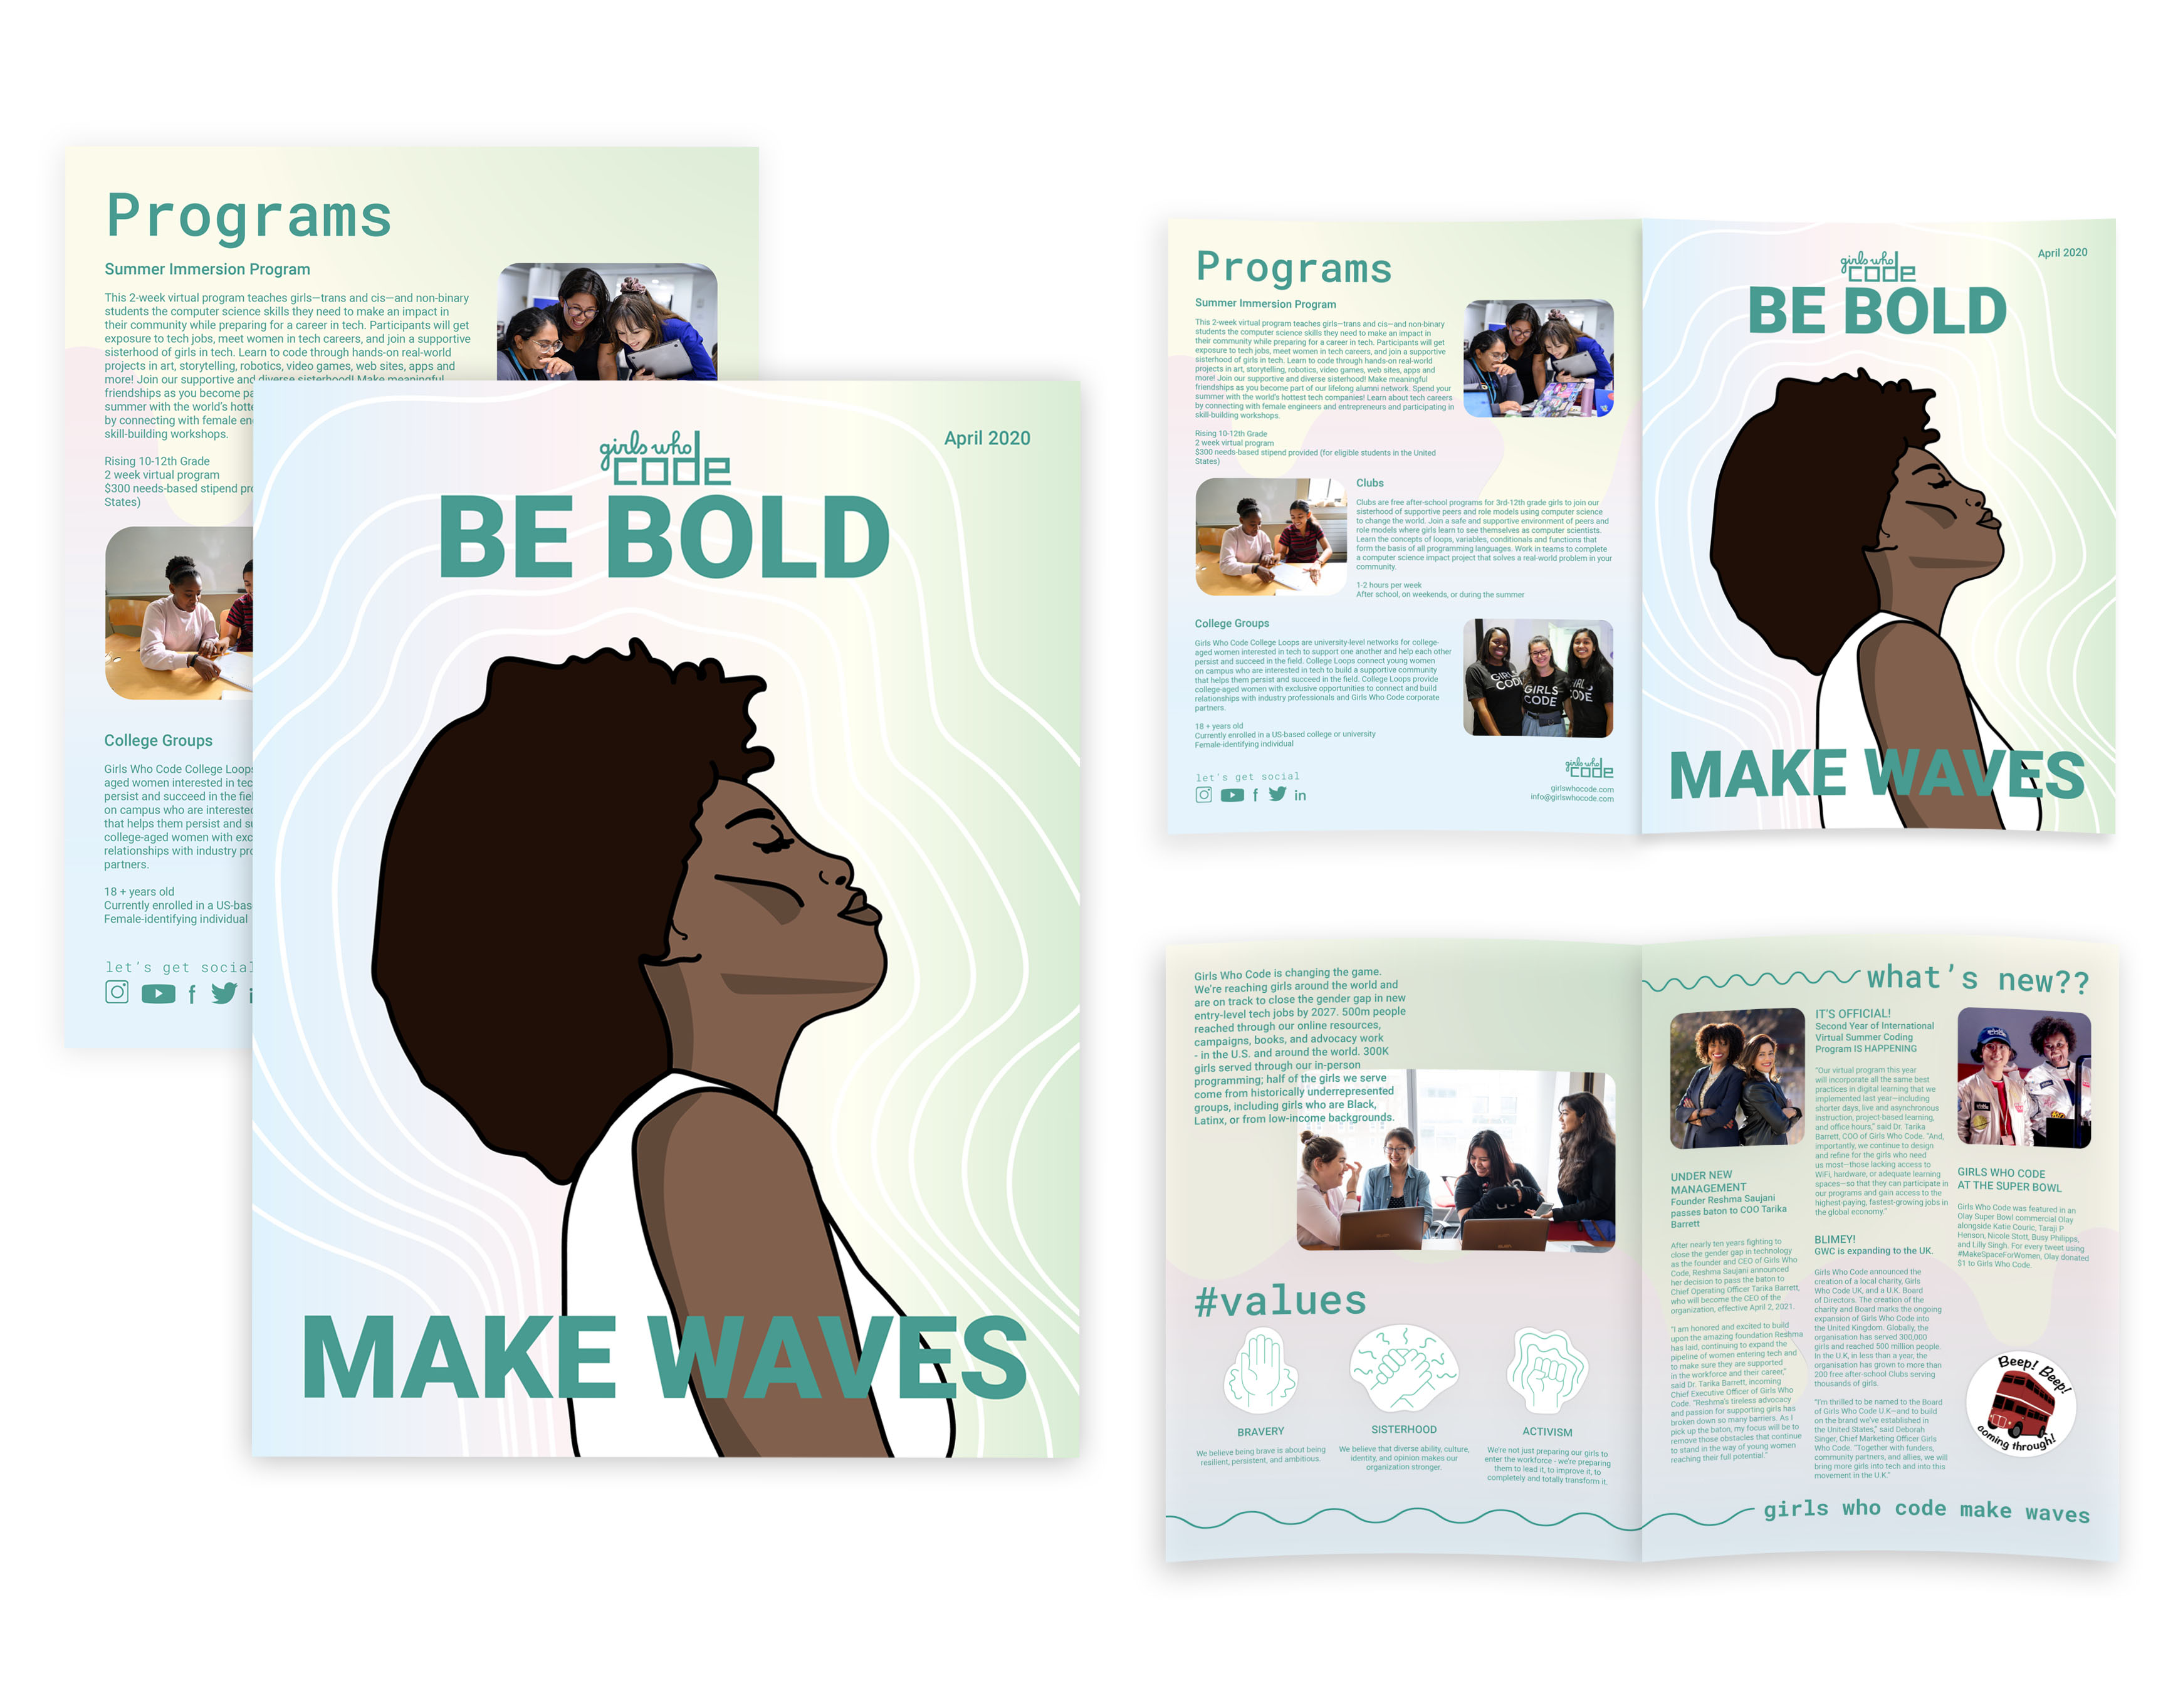 Programs
Summer Immersion Program
This 2-week virtual program teaches girls—trans and cis—and non-binary
students the computer science skills they need to make an impact in
their community while preparing for a career in tech. Participants will get
exposure to tech jobs, meet women in tech careers, and join a supportive
sisterhood of girls in tech. Learn to code through hands-on real-world
projects in art, storytelling, robotics, video games, web sites, apps and
more! Join our supportive and diverse sisterhood! Make meaningful
friendships as you become
summer with the world's
by connecting with female
skill-building workshops.
Rising 10-12th Grade
2 week virtual program
$300 needs-based stipend
States)
College Groups
Girls Who Code College Loops
aged women interested in
persist and succeed in the
on campus who are interested
that helps them persist and
college-aged women with
relationships with industry
partners.
18 + years old
Currently enrolled in a
Female-identifying individual
let's get social
f
April 2020
girls who
code
BE BOLD
MAKE WAVES
Programs
Summer Immersion Program
This 2-week virtual program teaches girls—trans and cis—and non-binary
students the computer science skills they need to make an impact in
their community while preparing for a career in tech. Participants will get
exposure to tech jobs, meet women in tech careers, and join a supportive
sisterhood of girls in tech. Learn to code through hands-on real-world
projects in art, storytelling, robotics, video games, web sites, apps and
more! Join our supportive and diverse sisterhood! Make meaningful
friendships as you become part of our lifelong alumni network. Spend your
summer with the world's hottest tech companies! Learn about tech careers
by connecting with female engineers and entrepreneurs and participating in
skill-building workshops.
Rising 10-12th Grade
2 week virtual program
$300 needs-based stipend provided (for eligible students in the United
States)
Clubs
Clubs are free after-school programs for 3rd-12th grade girls to join our
sisterhood of supportive peers and role models using computer science
to change the world. Join a safe and supportive environment of peers and
role models where girls learn to see themselves as computer scientists.
Learn the concepts of loops, variables, conditionals and functions that
form the basis of all programming languages. Work in teams to complete
a computer science impact project that solves a real-world problem in your
community.
1-2 hours per week
After school, on weekends, or during the summer
College Groups
Girls Who Code College Loops are university-level networks for college-
aged women interested in tech to support one another and help each other
persist and succeed in the field. College Loops connect young women
on campus who are interested in tech to build a supportive community
that helps them persist and succeed in the field. College Loops provide
college-aged women with exclusive opportunities to connect and build
relationships with industry professionals and Girls Who Code corporate
partners.
18 + years old
Currently enrolled in a US-based college or university
Female-identifying individual
GIRLS
CODE
let's get social
f
in
girls who
code
girlswhocode.com
info@girlswhocode.com
April 2020
girls who
code
BE BOLD
MAKE WAVES
Girls Who Code is changing the game.
We're reaching girls around the world and
are on track to close the gender gap in new
entry-level tech jobs by 2027. 500m people
reached through our online resources,
campaigns, books, and advocacy work
- in the U.S. and around the world. 300K
girls served through our in-person
programming; half of the girls we serve
come from historically underrepresented
groups, including girls who are Black,
Latinx, or from low-income backgrounds.
#values
BRAVERY
We believe being brave is about being
resilient, persistent, and ambitious.
SISTERHOOD
We believe that diverse ability, culture,
identity, and opinion makes our
organization stronger.
ACTIVISM
We're not just preparing our girls to
enter the workforce - we're preparing
them to lead it, to improve it, to
completely and totally transform it.
what's new??
UNDER NEW
MANAGEMENT
Founder Reshma Saujani
passes baton to COO Tarika
Barrett
After nearly ten years fighting to
close the gender gap in technology
as the founder and CEO of Girls Who
Code, Reshma Saujani announced
her decision to pass the baton to
Chief Operating Officer Tarika Barrett,
who will become the CEO of the
organization, effective April 2, 2021.
"I am honored and excited to build
upon the amazing foundation Reshma
has laid, continuing to expand the
pipeline of women entering tech and
to make sure they are supported
in the workforce and their career,"
said Dr. Tarika Barrett, incoming
Chief Executive Officer of Girls Who
Code. "Reshma's tireless advocacy
and passion for supporting girls has
broken down so many barriers. As I
pick up the baton, my focus will be to
remove those obstacles that continue
to stand in the way of young women
reaching their full potential."
IT'S OFFICIAL!
Second Year of International
Virtual Summer Coding
Program IS HAPPENING
"Our virtual program this year
will incorporate all the same best
practices in digital learning that we
implemented last year—including
shorter days, live and asynchronous
instruction, project-based learning,
and office hours," said Dr. Tarika
Barrett, COO of Girls Who Code. "And,
importantly, we continue to design
and refine for the girls who need
us most—those lacking access to
WiFi, hardware, or adequate learning
spaces—so that they can participate in
our programs and gain access to the
highest-paying, fastest-growing jobs in
the global economy."
BLIMEY!
GWC is expanding to the UK.
Girls Who Code announced the
creation of a local charity, Girls
Who Code UK, and a U.K. Board
of Directors. The creation of the
charity and Board marks the ongoing
expansion of Girls Who Code into
the United Kingdom. Globally, the
organisation has served 300,000
girls and reached 500 million people.
In the U.K, in less than a year, the
organisation has grown to more than
200 free after-school Clubs serving
thousands of girls.
"I'm thrilled to be named to the Board
of Girls Who Code U.K—and to build
on the brand we've established in
the United States," said Deborah
Singer, Chief Marketing Officer Girls
Who Code. "Together with funders,
community partners, and allies, we will
bring more girls into tech and into this
movement in the U.K."
GIRLS WHO CODE
AT THE SUPER BOWL
Girls Who Code was featured in an
Olay Super Bowl commercial Olay
alongside Katie Couric, Taraji P
Henson, Nicole Stott, Busy Philipps,
and Lilly Singh. For every tweet using
#MakeSpaceForWomen, Olay donated
$1 to Girls Who Code.
Beep! Beep!
coming through!
girls who code make waves